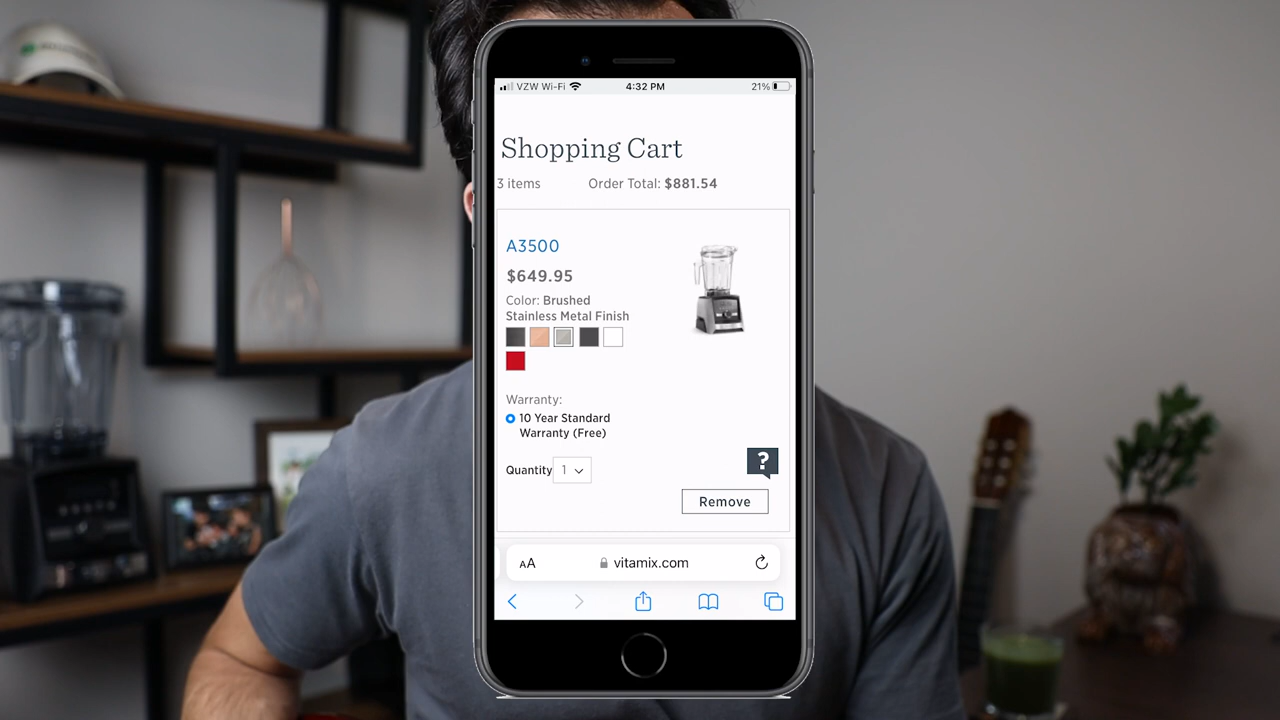 VZW Wi-Fi 4:32 PM 21%
Shopping Cart
3 items Order Total: $881.54
A3500
$649.95
Color: Brushed
Stainless Metal Finish
Warranty:
10 Year Standard
Warranty (Free)
Quantity 1
?
Remove
AA vitamix.com